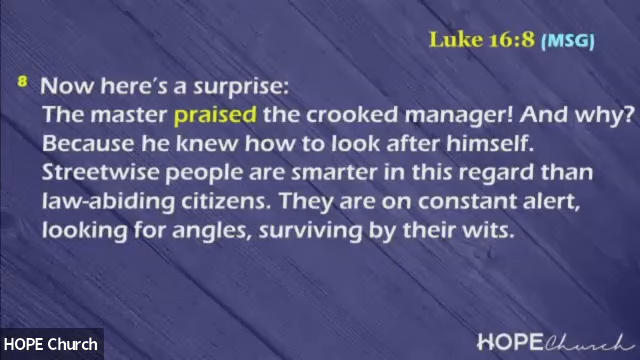 Luke 16:8 (MSG)
8 Now here's a surprise:
The master praised the crooked manager! And why?
Because he knew how to look after himself.
Streetwise people are smarter in this regard than
law-abiding citizens. They are on constant alert,
looking for angles, surviving by their wits.
HOPE Church
HOPE Church